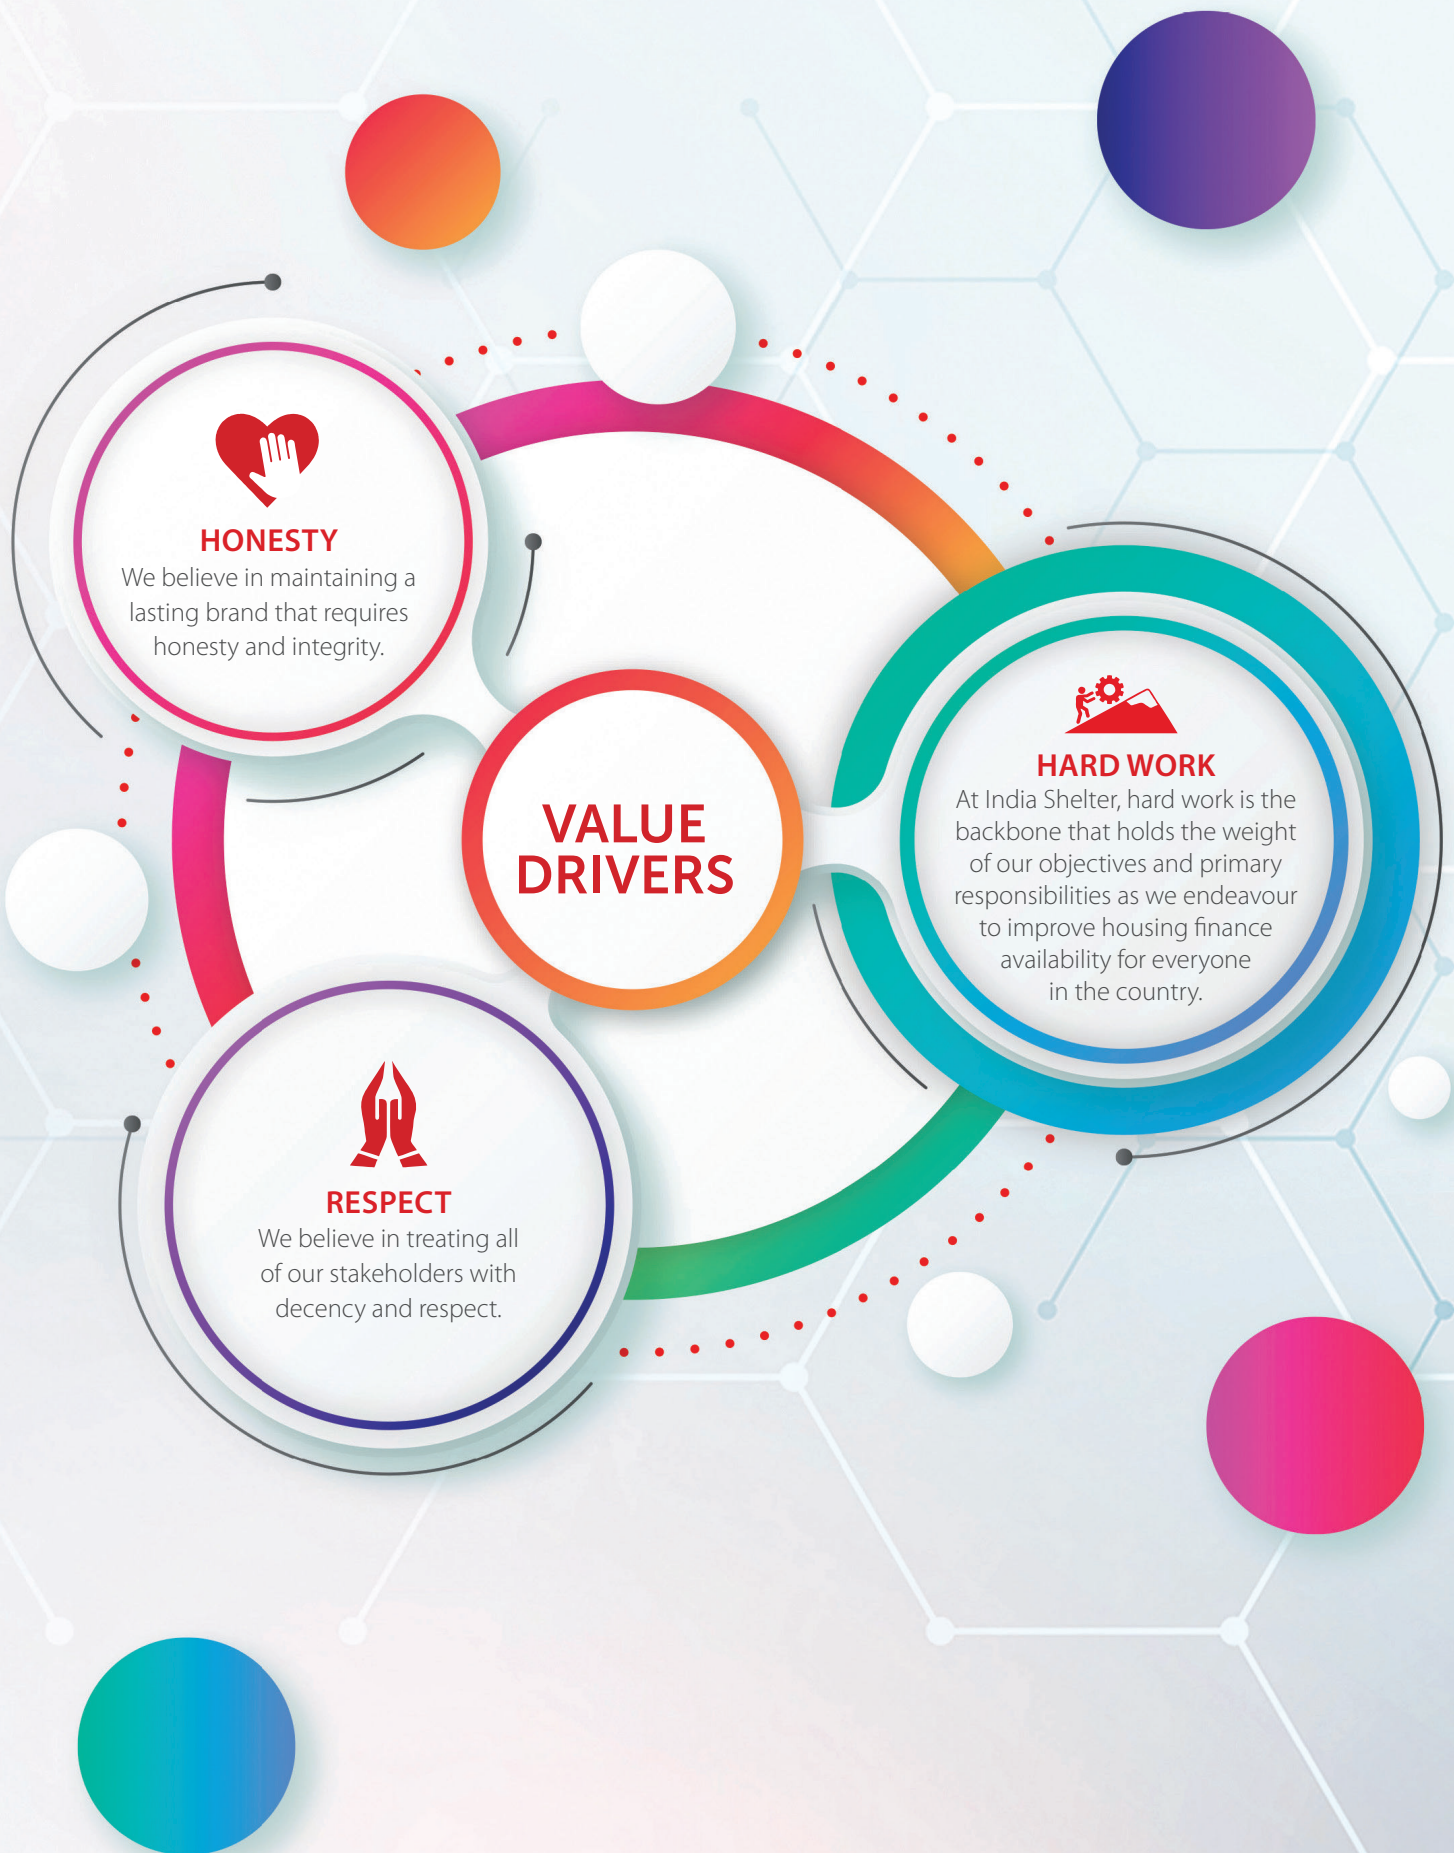 HONESTY
We believe in maintaining a
lasting brand that requires
honesty and integrity.
VALUE
DRIVERS
HARD WORK
At India Shelter, hard work is the
backbone that holds the weight
of our objectives and primary
responsibilities as we endeavour
to improve housing finance
availability for everyone
in the country.
RESPECT
We believe in treating all
of our stakeholders with
decency and respect.